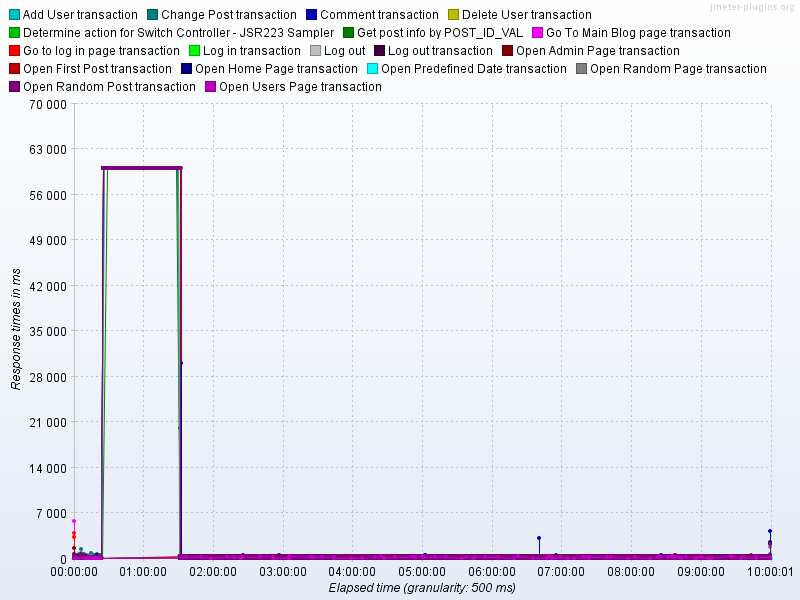 jmeter-plugins.org
Add User transaction Change Post transaction Comment transaction Delete User transaction
Determine action for Switch Controller - JSR223 Sampler Get post info by POST_ID_VAL Go To Main Blog page transaction
Go to log in page transaction Log in transaction Log out Log out transaction Open Admin Page transaction
Open First Post transaction Open Home Page transaction Open Predefined Date transaction Open Random Page transaction
Open Random Post transaction Open Users Page transaction
70 000
63 000
56 000
49 000
42 000
35 000
28 000
21 000
14 000
7 000
0
Response times in ms
00:00:00 01:00:00 02:00:00 03:00:00 04:00:00 05:00:00 06:00:00 07:00:00 08:00:00 09:00:00 10:00:01
Elapsed time (granularity: 500 ms)